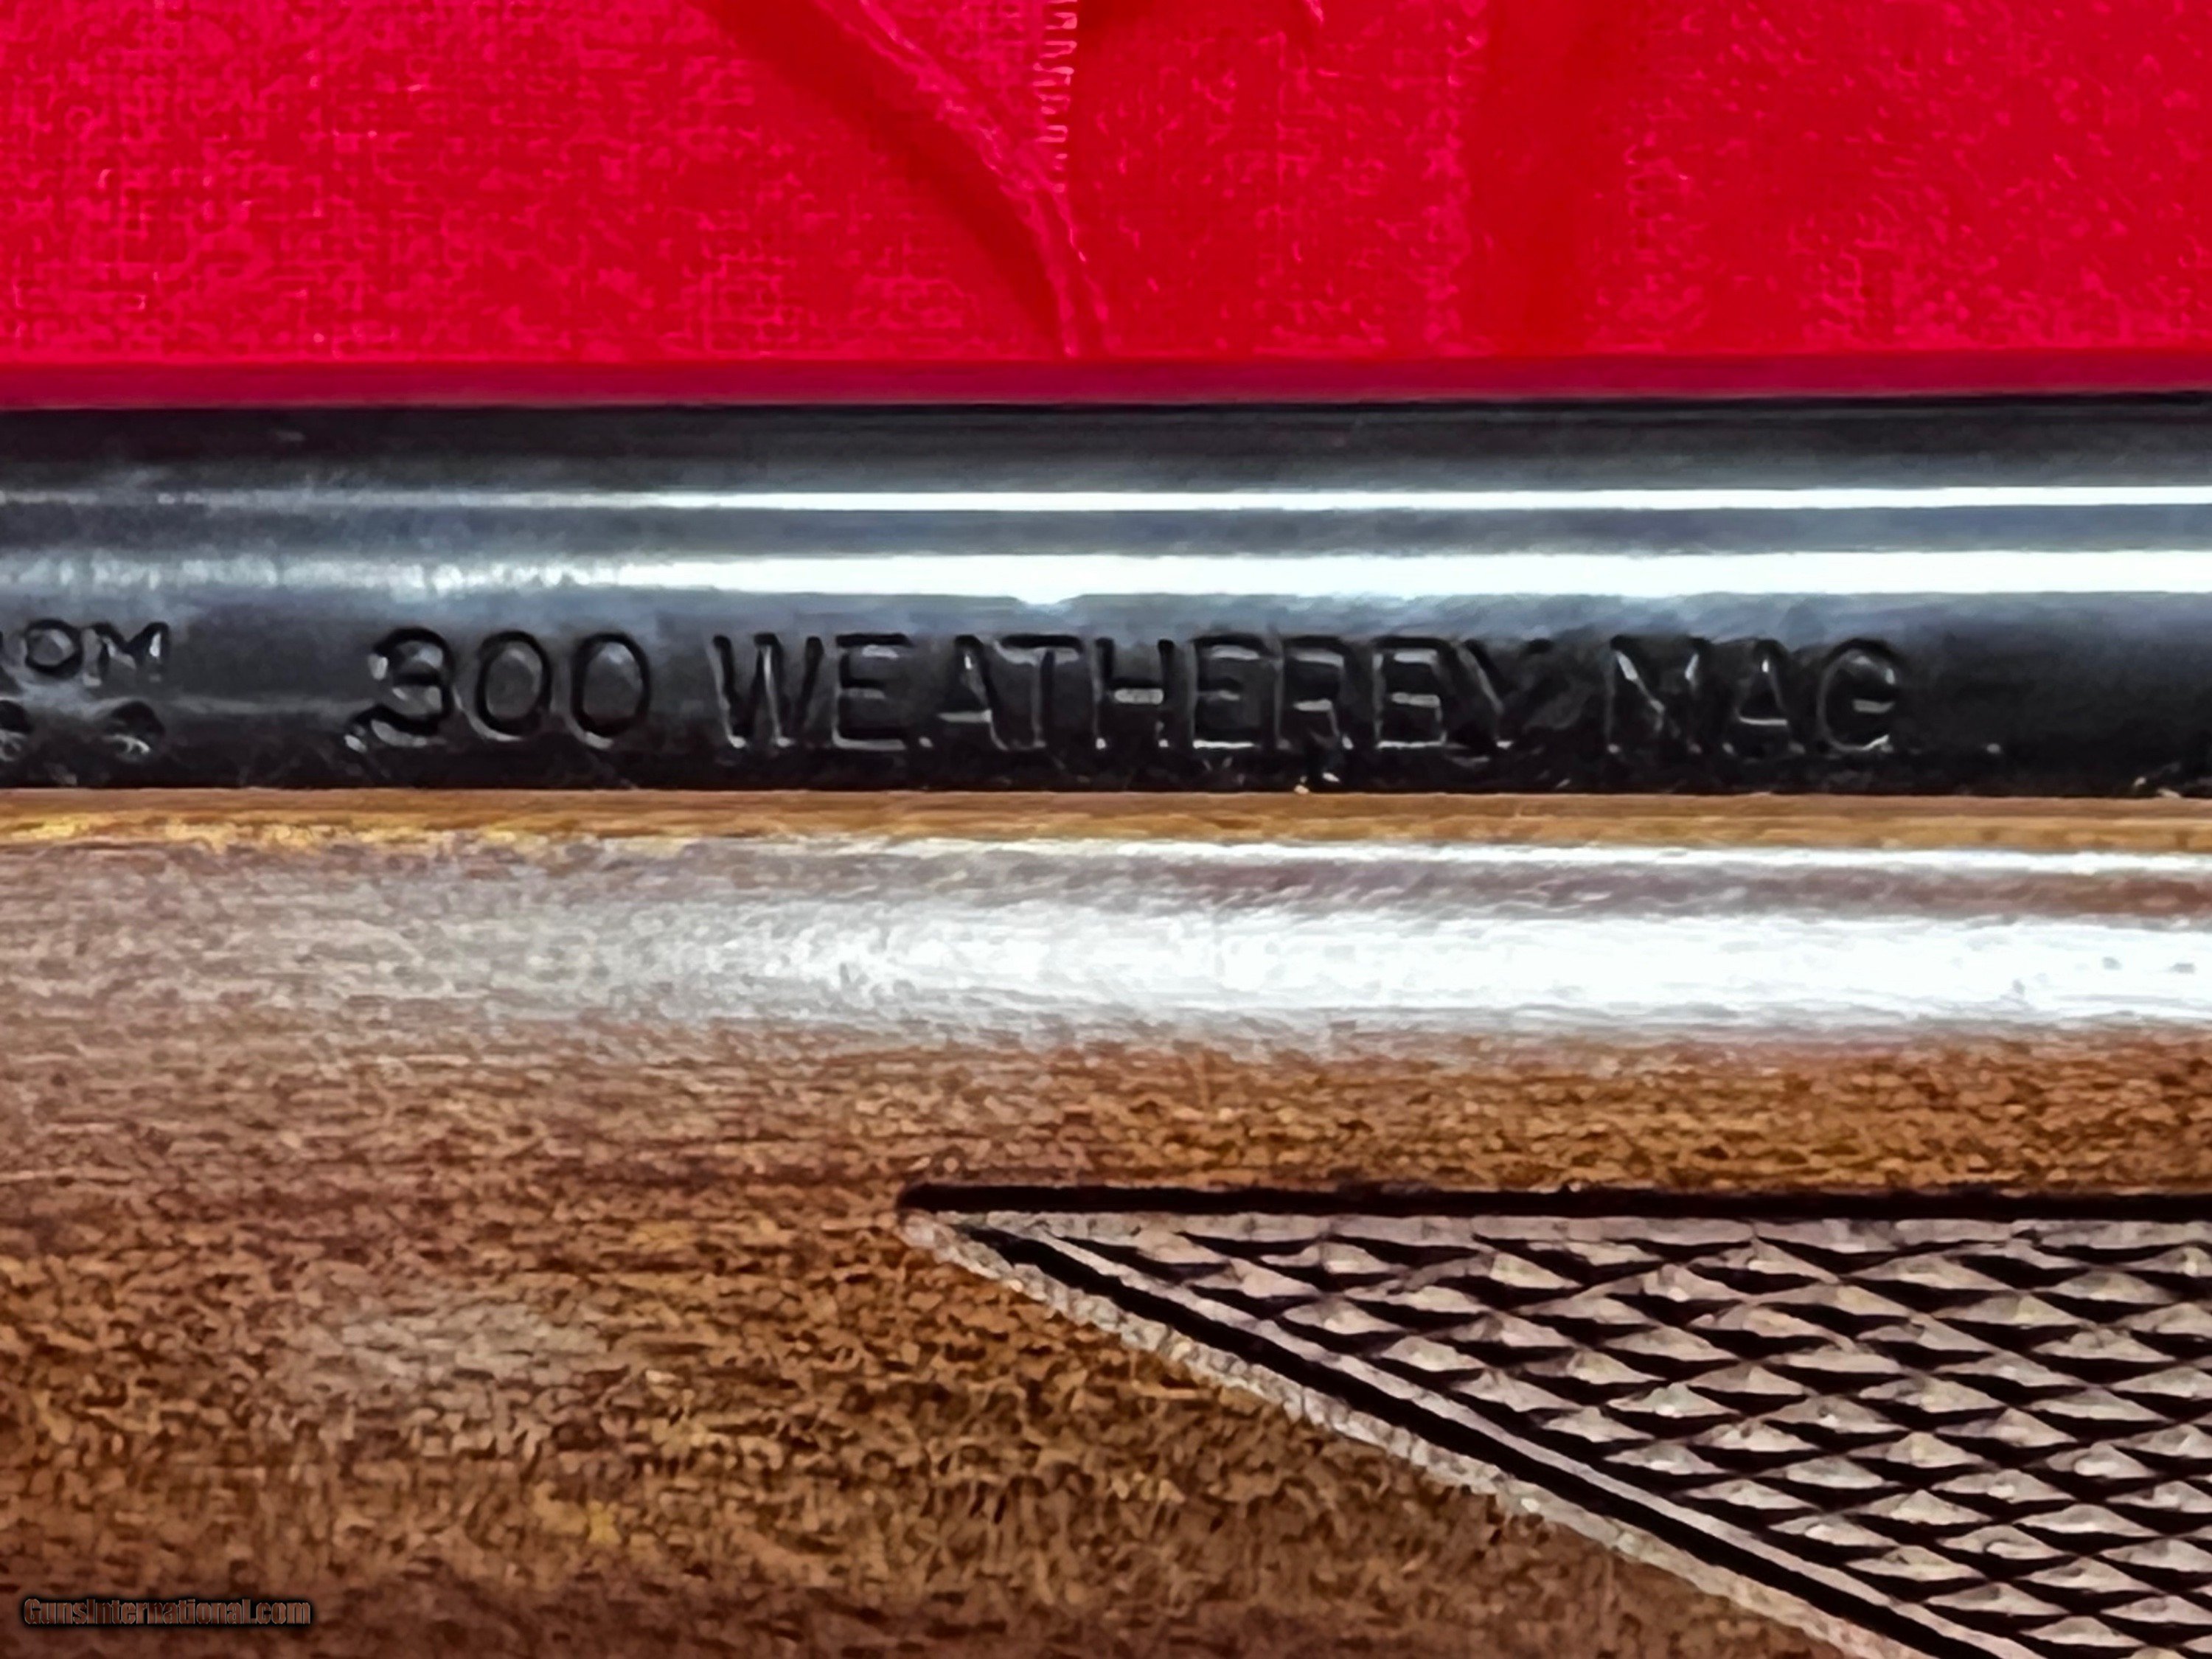 .300 WEATHERBY MAG.
GunsInternational.com